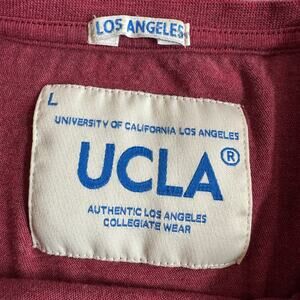 LOS ANGELES
L
UNIVERSITY OF CALIFORNIA LOS ANGELES
UCLA®
AUTHENTIC LOS ANGELES
COLLEGIATE WEAR